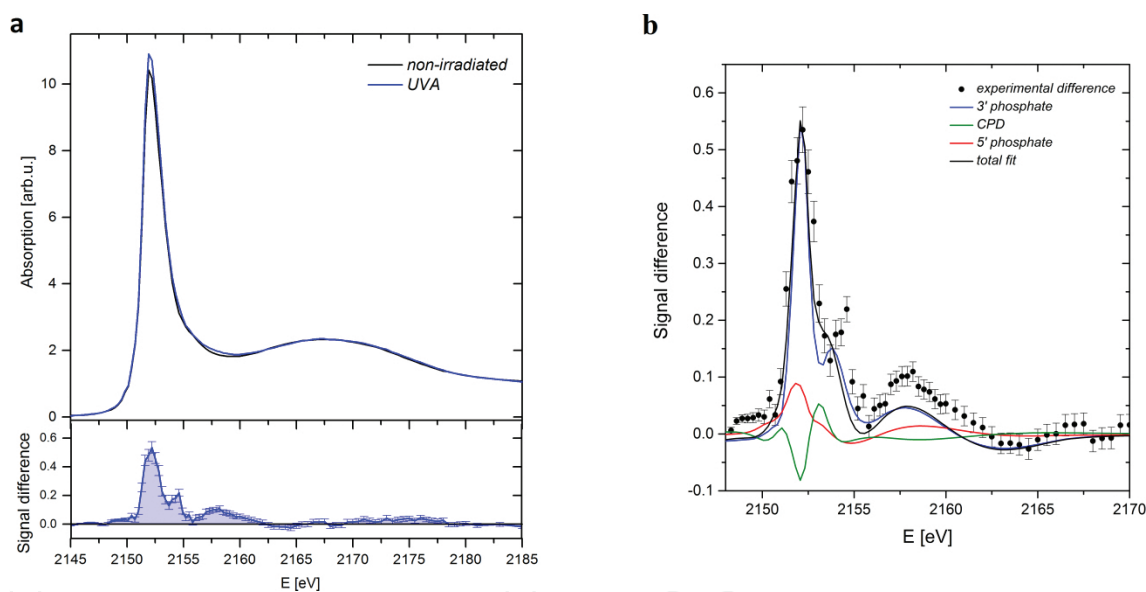 a
non-irradiated
UVA
Absorption [arb.u.]
10
8
6
4
2
0
Signal difference
0.6
0.4
0.2
0.0
2145 2150 2155 2160 2165 2170 2175 2180 2185
E [eV]
b
experimental difference
3' phosphate
CPD
5' phosphate
total fit
Signal difference
0.6
0.5
0.4
0.3
0.2
0.1
0.0
-0.1
2150 2155 2160 2165 2170
E [eV]